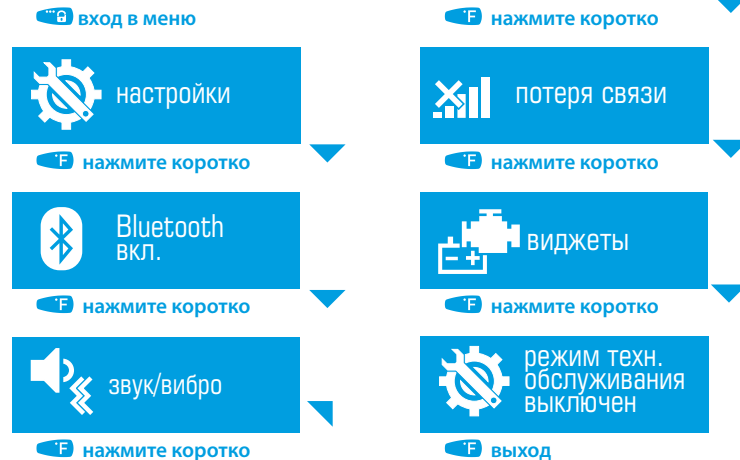 вход в меню
настройки
F нажмите коротко
Bluetooth
вкл.
F нажмите коротко
звук/вибро
F нажмите коротко
F нажмите коротко
потеря связи
F нажмите коротко
виджеты
F нажмите коротко
режим техн.
обслуживания
выключен
F выход